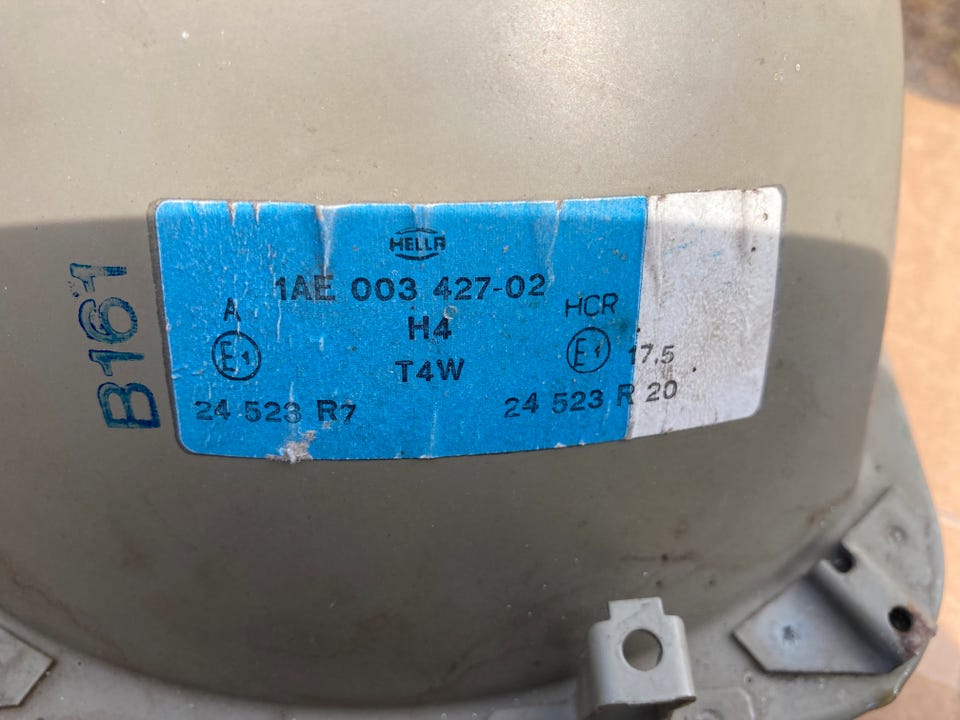 HELLA
1AE 003 427-02
A H4 HCR
E1 T4W E1 17,5
24 523 R7 24 523 R 20
B161